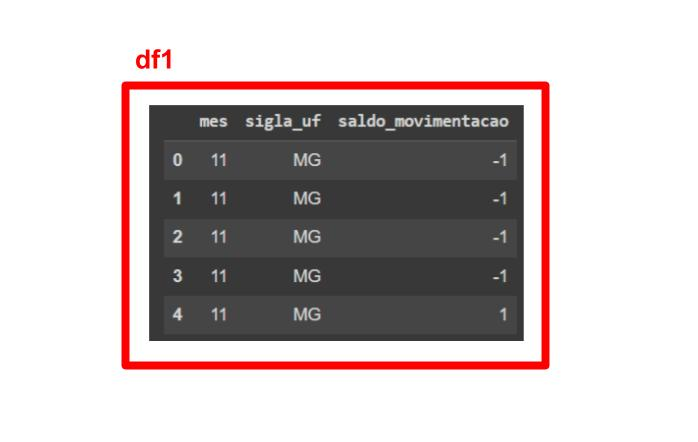 df1
mes sigla_uf saldo_movimentacao
0 11 MG -1
1 11 MG -1
2 11 MG -1
3 11 MG -1
4 11 MG 1